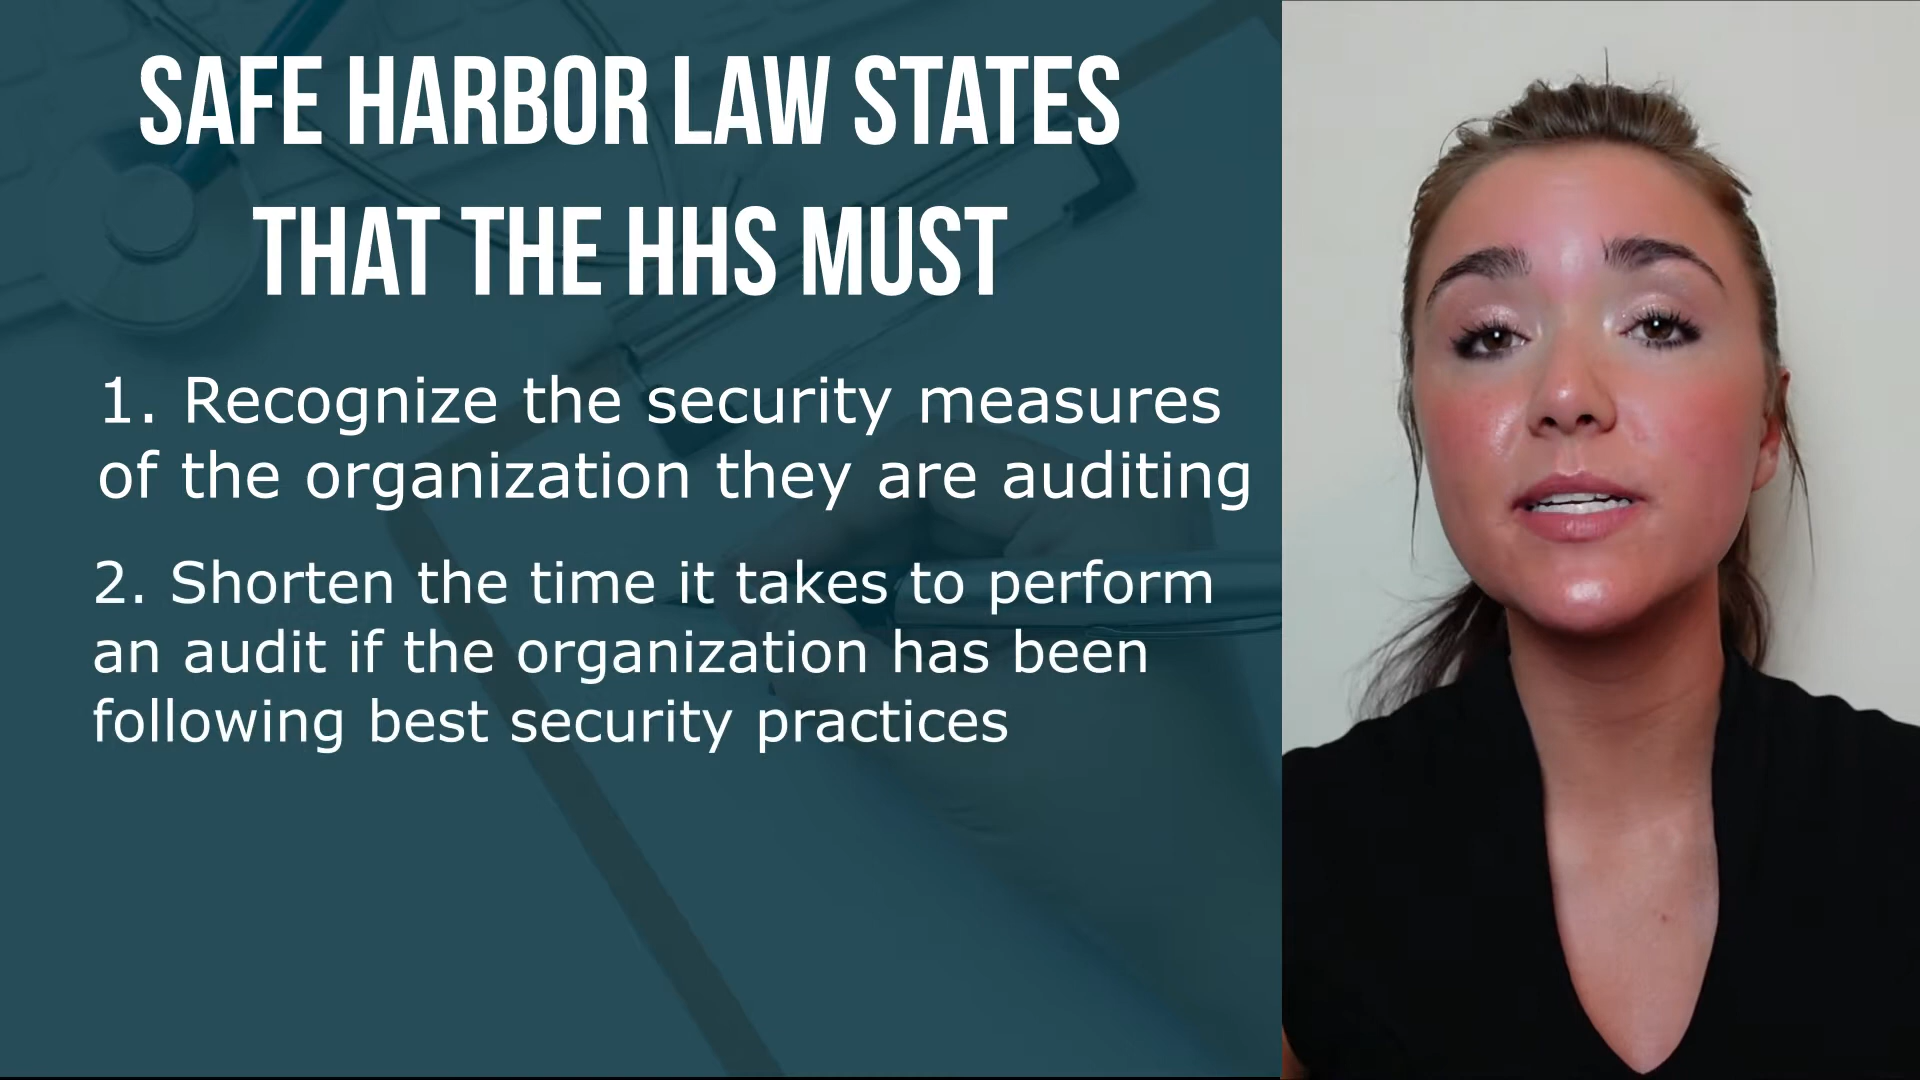 SAFE HARBOR LAW STATES
THAT THE HHS MUST
1. Recognize the security measures
of the organization they are auditing
2. Shorten the time it takes to perform
an audit if the organization has been
following best security practices